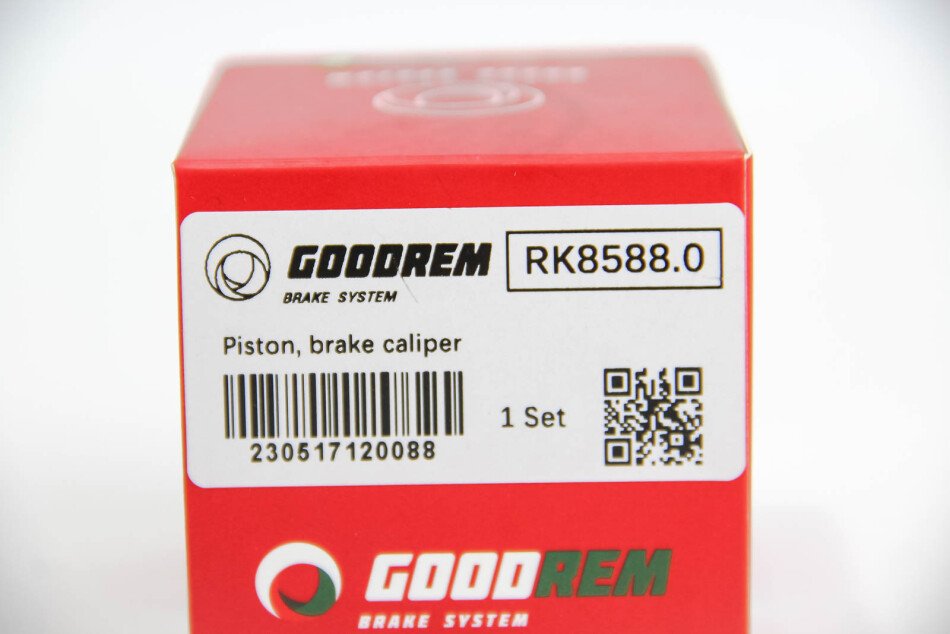 GOODREM
BRAKE SYSTEM
RK8588.0
Piston, brake caliper
230517120088
1 Set
GOODREM
BRAKE SYSTEM